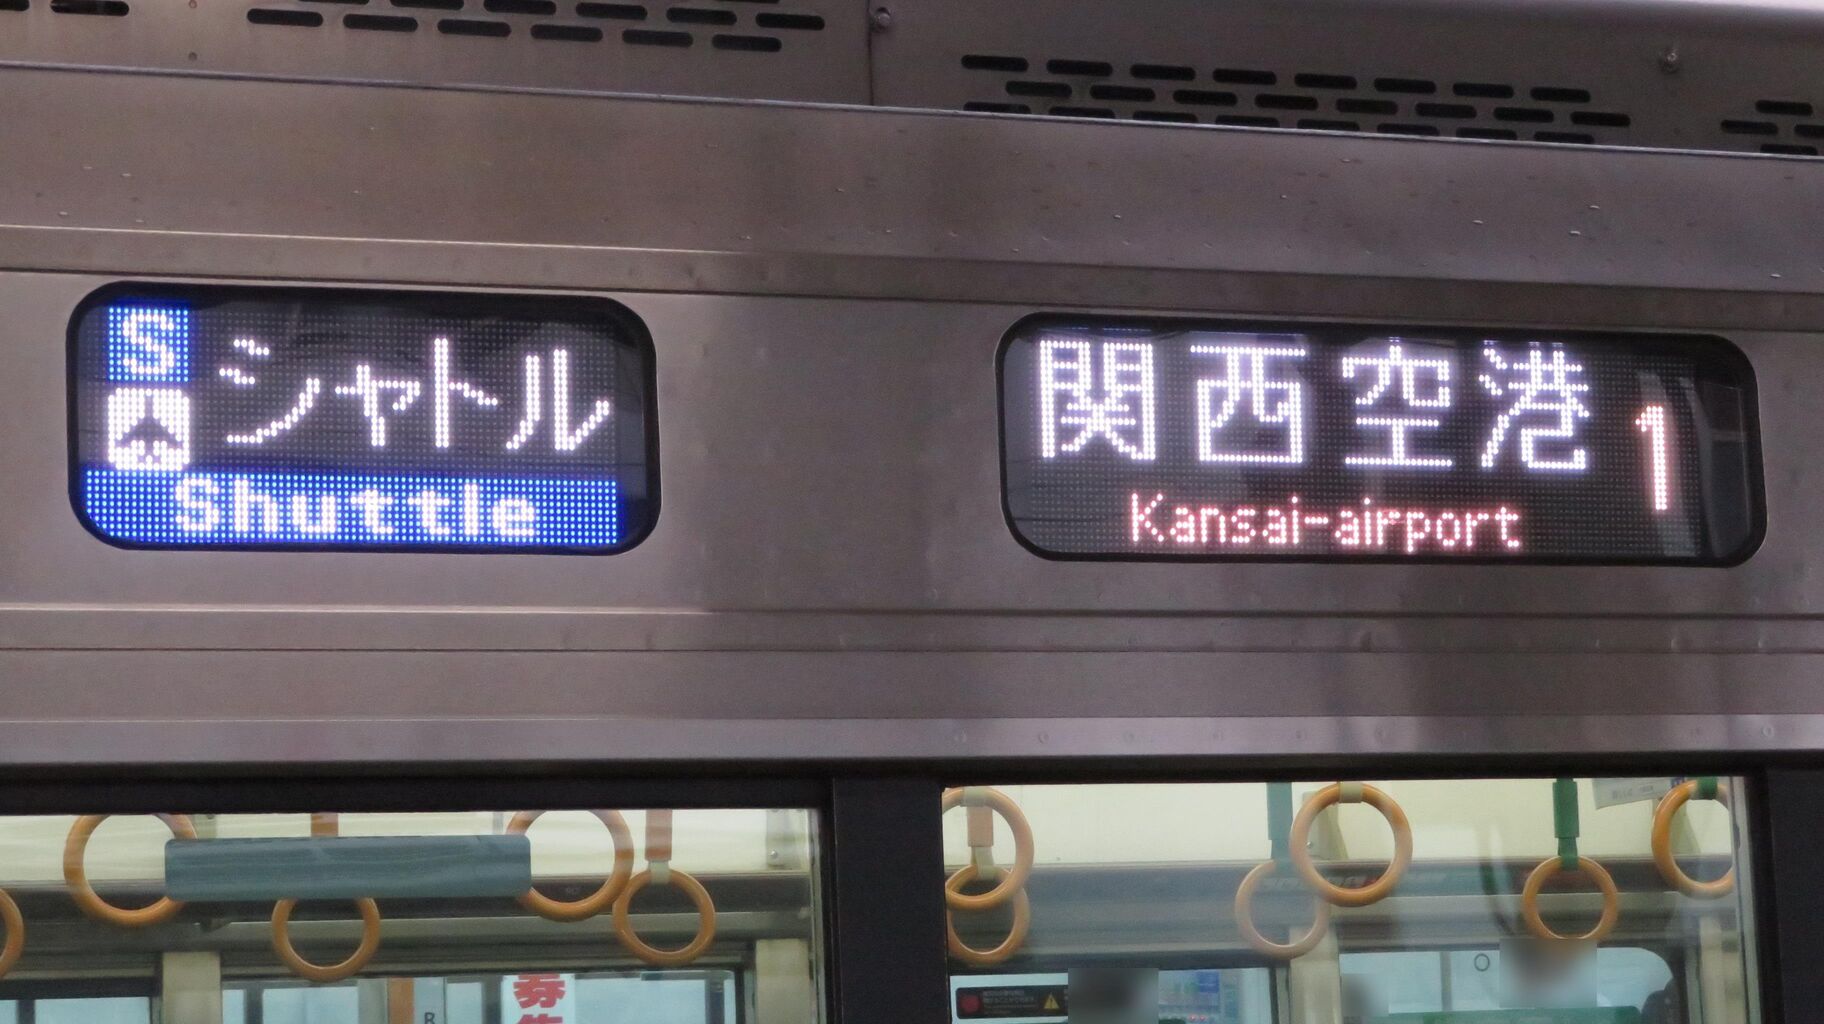 S シャトル
Shuttle
関西空港 1
Kansai-airport
R